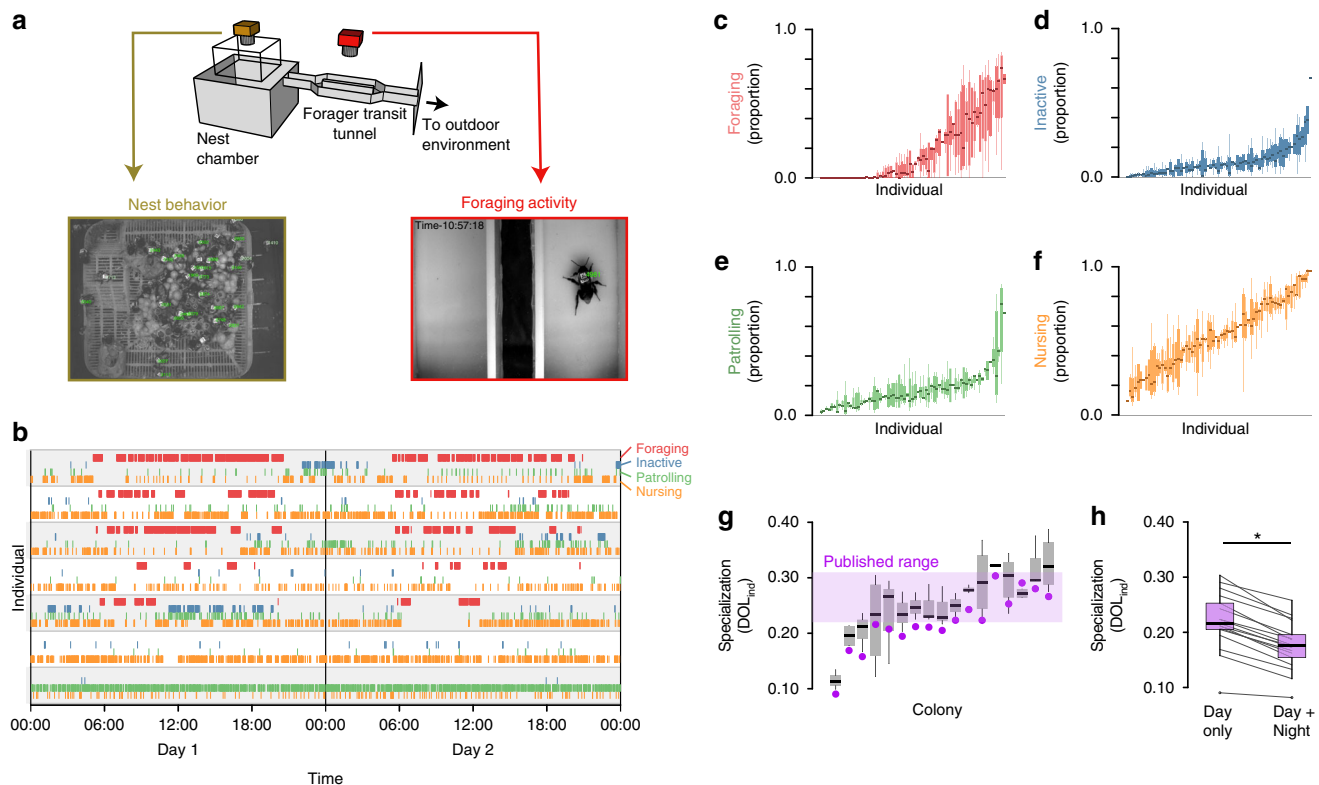 a
Nest
chamber
Forager transit
tunnel
To outdoor
environment
Nest behavior
Foraging activity
Time-10:57:18
b
Individual
Foraging
Inactive
Patrolling
Nursing
00:00
06:00
12:00
18:00
00:00
06:00
12:00
18:00
00:00
Day 1
Day 2
Time
c
Foraging
(proportion)
1.0
0.0
Individual
d
Inactive
(proportion)
1.0
0.0
Individual
e
Patrolling
(proportion)
1.0
0.0
Individual
f
Nursing
(proportion)
1.0
0.0
Individual
g
Specialization
(DOLind)
0.40
0.30
0.20
0.10
Published range
Colony
h
Specialization
(DOLind)
0.40
0.30
0.20
0.10
*
Day
only
Day +
Night